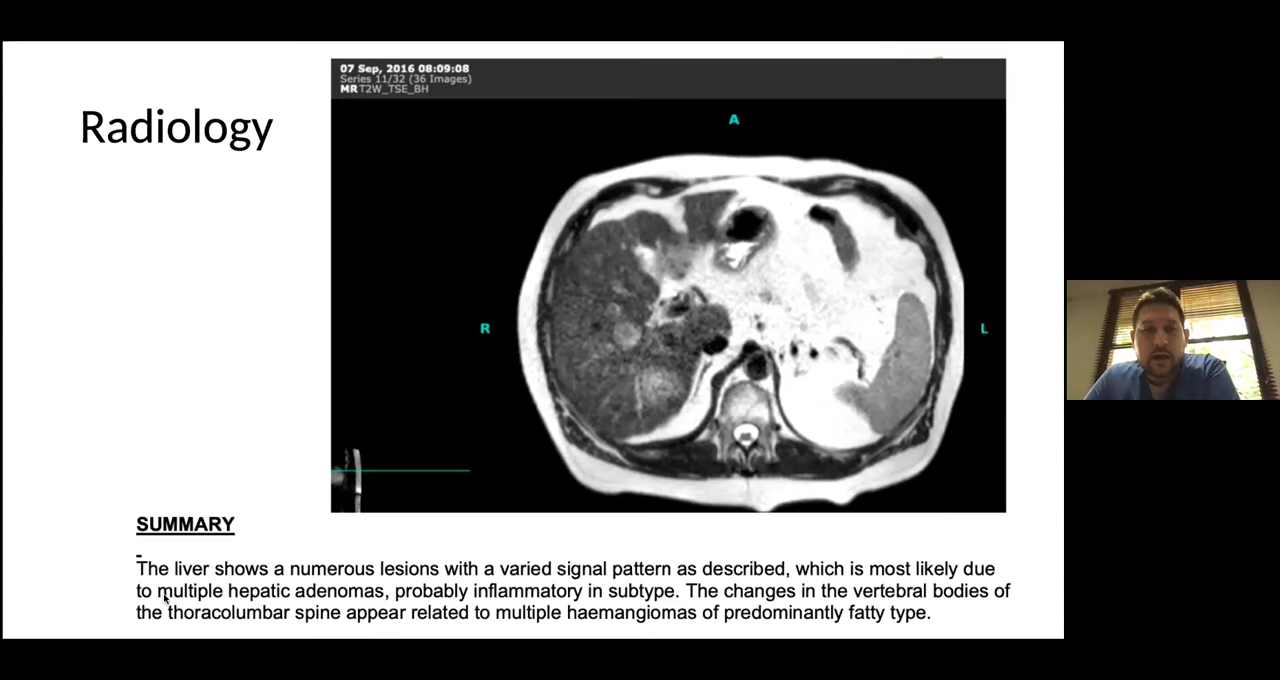 Radiology
07 Sep, 2016 08:09:08
Series 11/32 (36 Images)
MR T2W_TSE_BH
A
R
L
SUMMARY
The liver shows a numerous lesions with a varied signal pattern as described, which is most likely due
to multiple hepatic adenomas, probably inflammatory in subtype. The changes in the vertebral bodies of
the thoracolumbar spine appear related to multiple haemangiomas of predominantly fatty type.